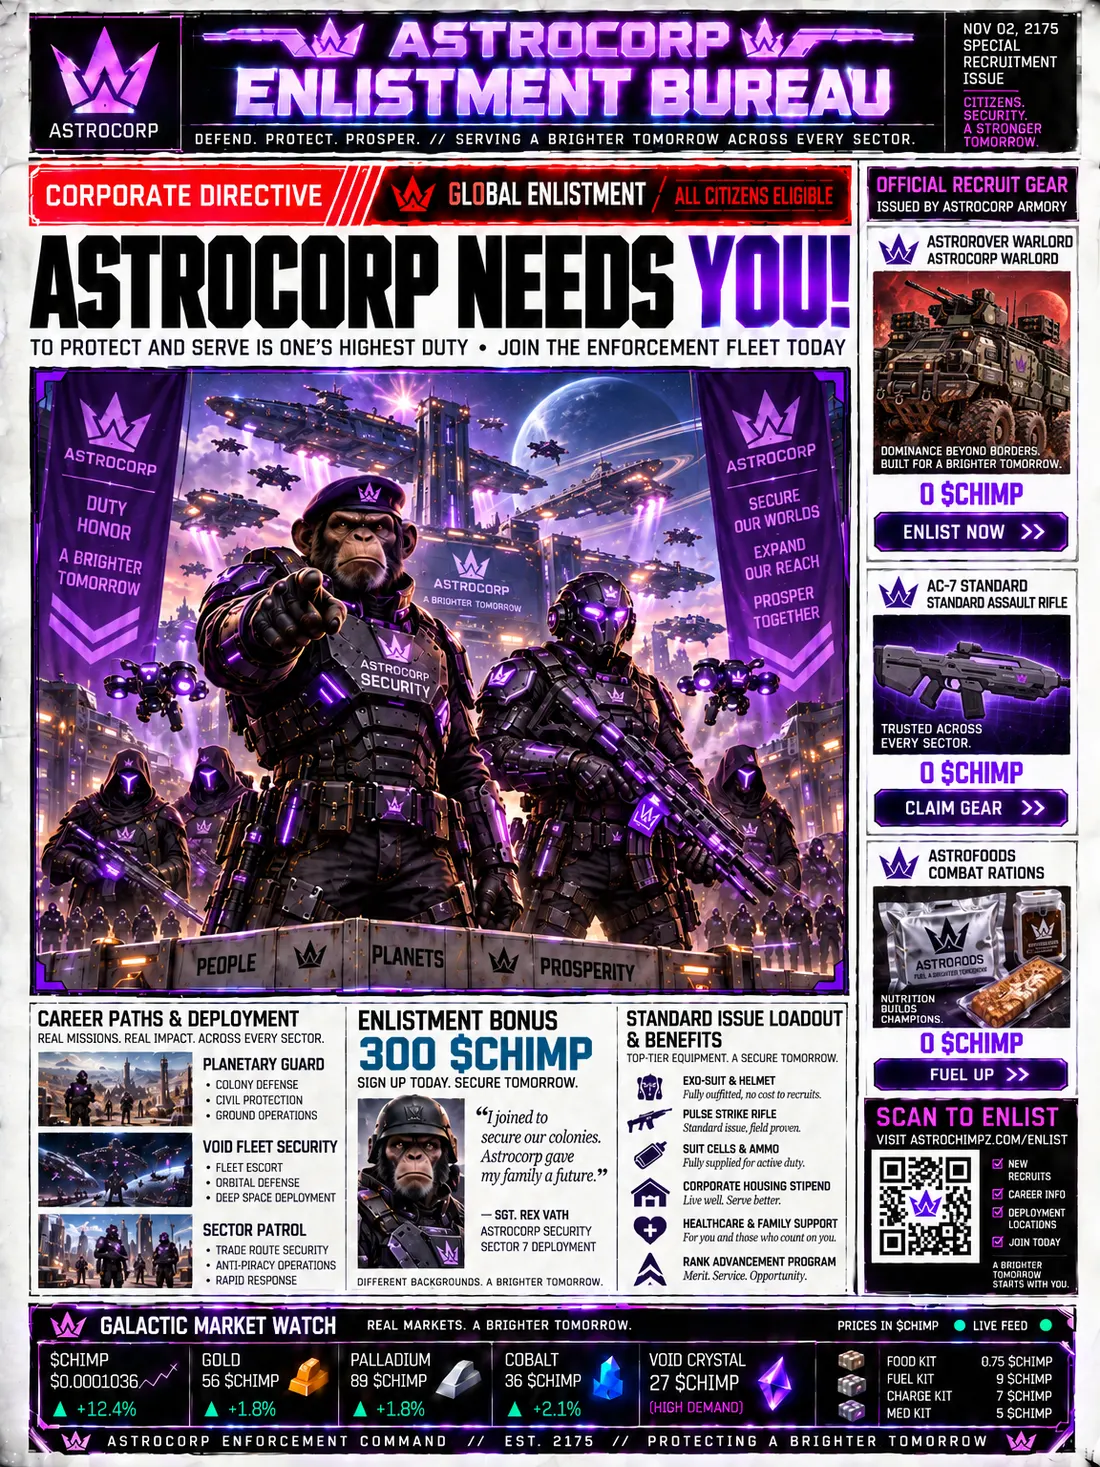 ASTROCORP
ASTROCORP
ENLISTMENT BUREAU
DEFEND. PROTECT. PROSPER. // SERVING A BRIGHTER TOMORROW ACROSS EVERY SECTOR.
NOV 02, 2175
SPECIAL
RECRUITMENT
ISSUE
CITIZENS.
SECURITY.
A STRONGER
TOMORROW.
CORPORATE DIRECTIVE
GLOBAL ENLISTMENT / ALL CITIZENS ELIGIBLE
ASTROCORP NEEDS YOU!
TO PROTECT AND SERVE IS ONE'S HIGHEST DUTY • JOIN THE ENFORCEMENT FLEET TODAY
ASTROCORP
DUTY
HONOR
A BRIGHTER
TOMORROW
ASTROCORP
SECURE
OUR WORLDS
EXPAND
OUR REACH
PROSPER
TOGETHER
ASTROCORP
A BRIGHTER TOMORROW
ASTROCORP
SECURITY
PEOPLE
PLANETS
PROSPERITY
OFFICIAL RECRUIT GEAR
ISSUED BY ASTROCORP ARMORY
ASTROROVER WARLORD
ASTROCORP WARLORD
DOMINANCE BEYOND BORDERS.
BUILT FOR A BRIGHTER TOMORROW.
0 $CHIMP
ENLIST NOW >>
AC-7 STANDARD
STANDARD ASSAULT RIFLE
TRUSTED ACROSS
EVERY SECTOR.
0 $CHIMP
CLAIM GEAR >>
ASTROFOODS
COMBAT RATIONS
NUTRITION
BUILDS
CHAMPIONS.
0 $CHIMP
FUEL UP >>
SCAN TO ENLIST
VISIT ASTROCHIMPZ.COM/ENLIST
NEW
RECRUITS
CAREER INFO
DEPLOYMENT
LOCATIONS
JOIN TODAY
A BRIGHTER
TOMORROW
STARTS WITH YOU.
CAREER PATHS & DEPLOYMENT
REAL MISSIONS. REAL IMPACT. ACROSS EVERY SECTOR.
PLANETARY GUARD
• COLONY DEFENSE
• CIVIL PROTECTION
• GROUND OPERATIONS
VOID FLEET SECURITY
• FLEET ESCORT
• ORBITAL DEFENSE
• DEEP SPACE DEPLOYMENT
SECTOR PATROL
• TRADE ROUTE SECURITY
• ANTI-PIRACY OPERATIONS
• RAPID RESPONSE
ENLISTMENT BONUS
300 $CHIMP
SIGN UP TODAY. SECURE TOMORROW.
“I joined to
secure our colonies.
Astrocorp gave
my family a future.”
— SGT. REX VATH
ASTROCORP SECURITY
SECTOR 7 DEPLOYMENT
DIFFERENT BACKGROUNDS. A BRIGHTER TOMORROW.
STANDARD ISSUE LOADOUT
& BENEFITS
TOP-TIER EQUIPMENT. A SECURE TOMORROW.
EXO-SUIT & HELMET
Fully outfitted, no cost to recruits.
PULSE STRIKE RIFLE
Standard issue, field proven.
SUIT CELLS & AMMO
Fully supplied for active duty.
CORPORATE HOUSING STIPEND
Live well. Serve better.
HEALTHCARE & FAMILY SUPPORT
For you and those who count on you.
RANK ADVANCEMENT PROGRAM
Merit. Service. Opportunity.
GALACTIC MARKET WATCH
REAL MARKETS. A BRIGHTER TOMORROW.
PRICES IN $CHIMP
LIVE FEED
$CHIMP
$0.0001036
▲ +12.4%
GOLD
56 $CHIMP
▲ +1.8%
PALLADIUM
89 $CHIMP
▲ +1.8%
COBALT
36 $CHIMP
▲ +2.1%
VOID CRYSTAL
27 $CHIMP
(HIGH DEMAND)
FOOD KIT 0.75 $CHIMP
FUEL KIT 9 $CHIMP
CHARGE KIT 7 $CHIMP
MED KIT 5 $CHIMP
ASTROCORP ENFORCEMENT COMMAND // EST. 2175 // PROTECTING A BRIGHTER TOMORROW